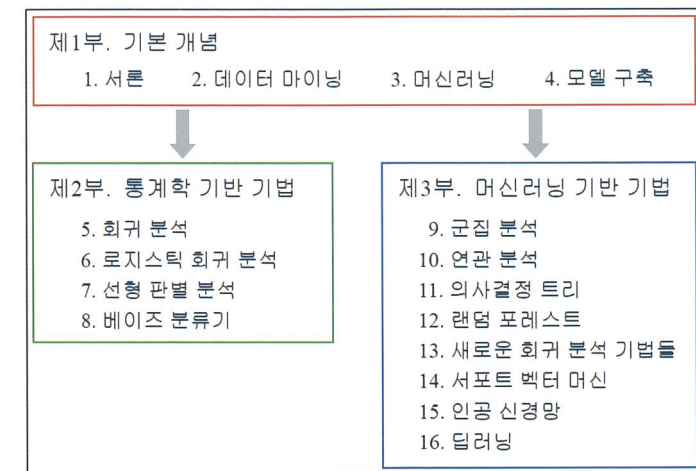 제1부. 기본 개념
1. 서론 2. 데이터 마이닝 3. 머신러닝 4. 모델 구축
제2부. 통계학 기반 기법
5. 회귀 분석
6. 로지스틱 회귀 분석
7. 선형 판별 분석
8. 베이즈 분류기
제3부. 머신러닝 기반 기법
9. 군집 분석
10. 연관 분석
11. 의사결정 트리
12. 랜덤 포레스트
13. 새로운 회귀 분석 기법들
14. 서포트 벡터 머신
15. 인공 신경망
16. 딥러닝